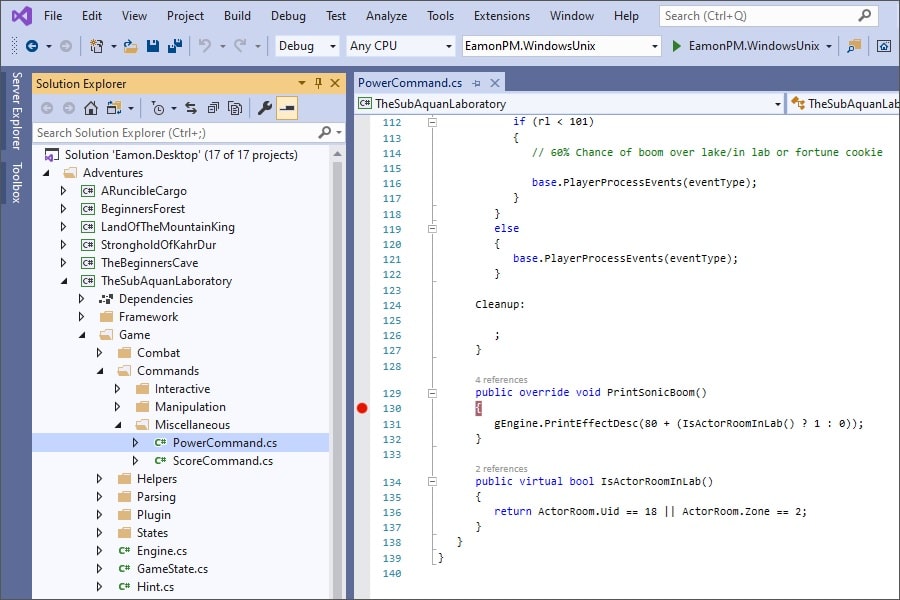 File Edit View Project Build Debug Test Analyze Tools Extensions Window Help Search (Ctrl+Q)
Debug Any CPU EamonPM.WindowsUnix EamonPM.WindowsUnix
Server Explorer
Toolbox
Solution Explorer
Search Solution Explorer (Ctrl+;)
Solution 'Eamon.Desktop' (17 of 17 projects)
Adventures
C# ARuncibleCargo
C# BeginnersForest
C# LandOfTheMountainKing
C# StrongholdOfKahrDur
C# TheBeginnersCave
C# TheSubAquanLaboratory
Dependencies
Framework
Game
Combat
Commands
Interactive
Manipulation
Miscellaneous
C# PowerCommand.cs
C# ScoreCommand.cs
Helpers
Parsing
Plugin
States
C# Engine.cs
C# GameState.cs
C# Hint.cs
PowerCommand.cs
C# TheSubAquanLaboratory TheSubAquanLab
112 if (rl < 101)
113 {
114 // 60% Chance of boom over lake/in lab or fortune cookie
115
116 base.PlayerProcessEvents(eventType);
117 }
118 }
119 else
120 {
121 base.PlayerProcessEvents(eventType);
122 }
123
124 Cleanup:
125
126 ;
127 }
128
4 references
129 public override void PrintSonicBoom()
130 {
131 gEngine.PrintEffectDesc(80 + (IsActorRoomInLab() ? 1 : 0));
132 }
133
2 references
134 public virtual bool IsActorRoomInLab()
135 {
136 return ActorRoom.Uid == 18 || ActorRoom.Zone == 2;
137 }
138 }
139 }
140